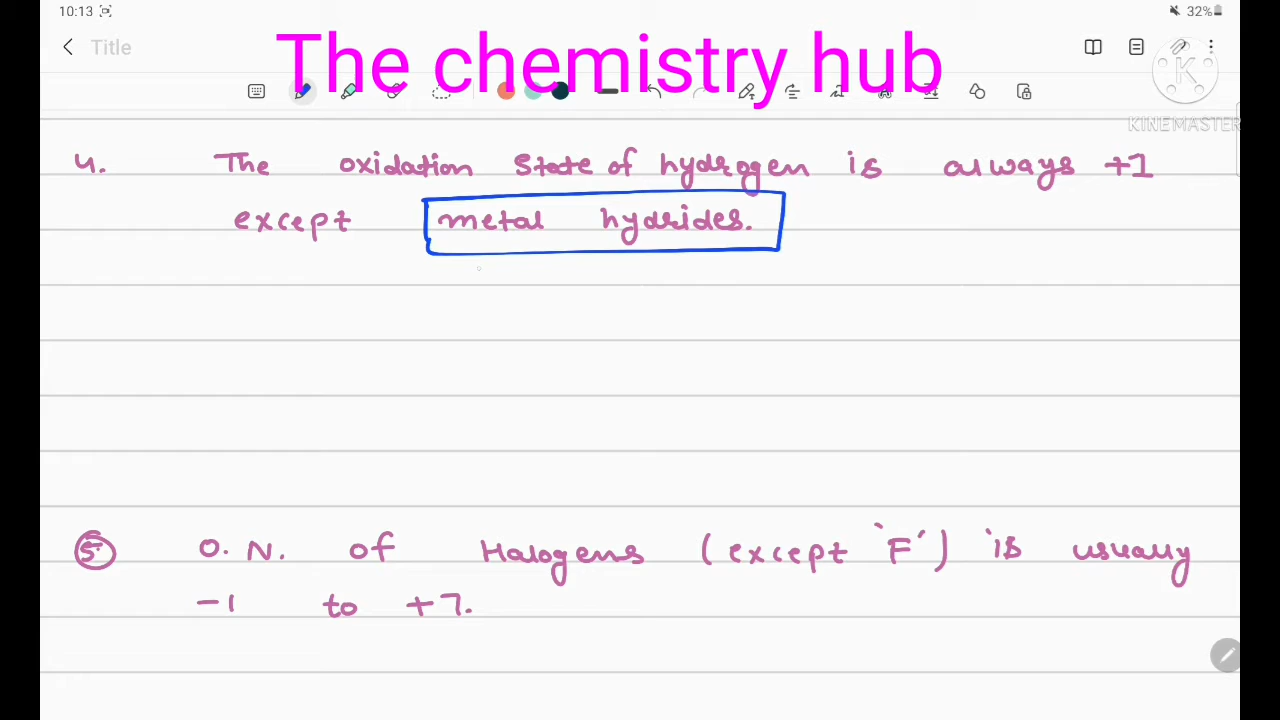 10:13
32%
Title
The chemistry hub
K
KINEMASTER
4. The oxidation state of hydrogen is always +1
except metal hydrides.
5 O. N. of Halogens (except 'F') is usually
-1 to +7.